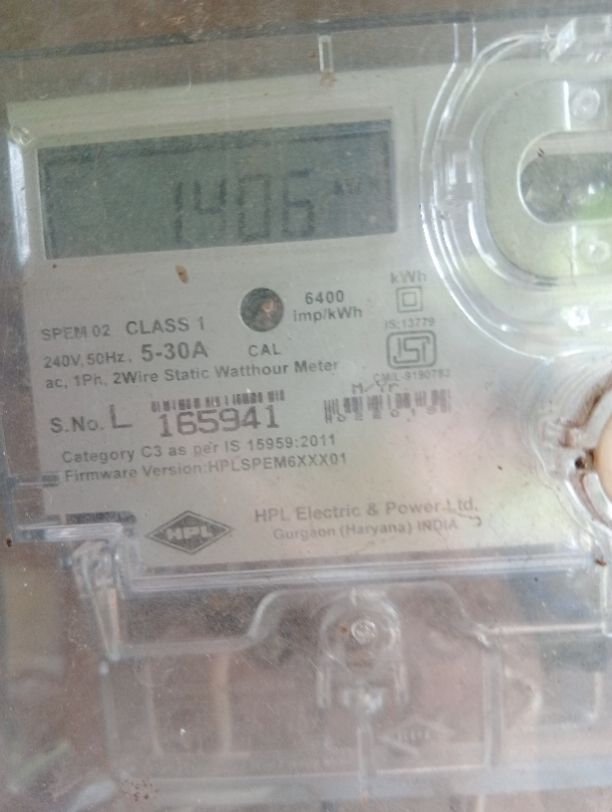 1406
6400
imp/kWh
kWh
IS:13779
SPEM 02 CLASS 1
240V, 50Hz, 5-30A CAL
CM/L-9190793
ac, 1Ph, 2Wire Static Watthour Meter
M/Yr.
S.No. L 165941
Category C3 as per IS 15959:2011
Firmware Version:HPLSPEM6XXX01
HPL
HPL Electric & Power Ltd.
Gurgaon (Haryana) INDIA